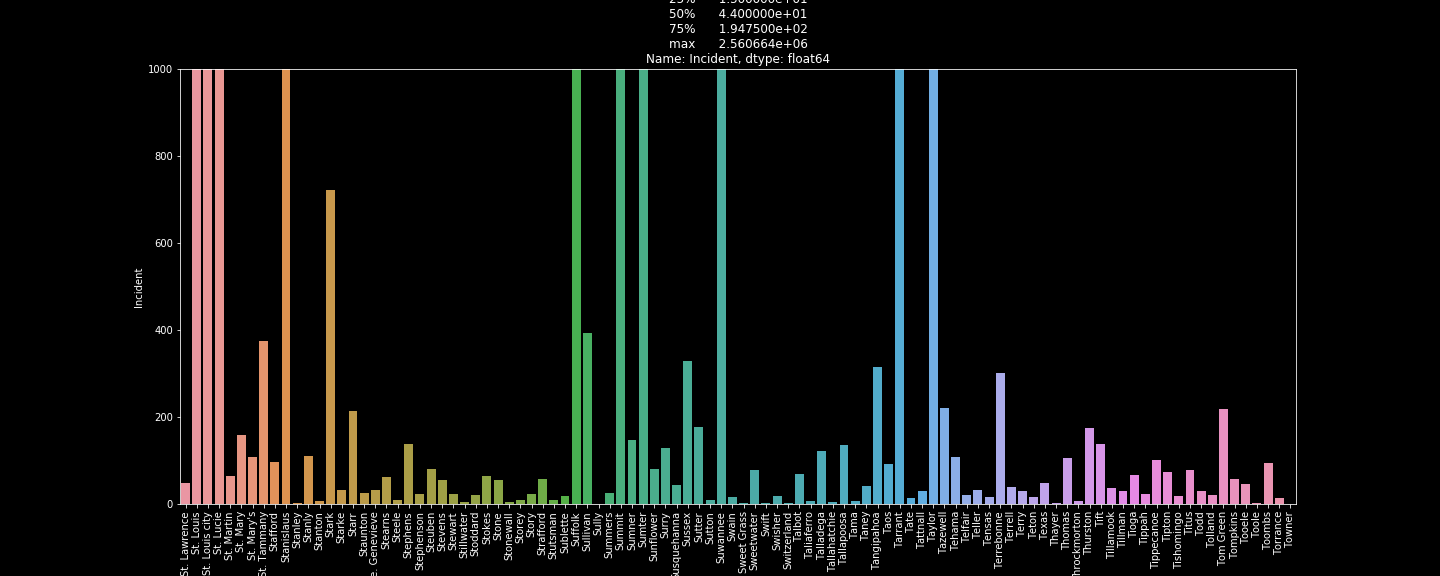 50% 4.400000e+01
75% 1.947500e+02
max 2.560664e+06
Name: Incident, dtype: float64
1000
800
600
400
200
0
Incident
St. Lawrence
St. Louis
St. Louis city
St. Lucie
St. Martin
St. Mary
St. Mary's
St. Tammany
Stafford
Stanislaus
Stanley
Stanly
Stanton
Stark
Starke
Starr
Staunton
e. Genevieve
Stearns
Steele
Stephens
Stephenson
Steuben
Stevens
Stewart
Stillwater
Stoddard
Stokes
Stone
Stonewall
Storey
Story
Strafford
Stutsman
Sublette
Suffolk
Sullivan
Sully
Summers
Summit
Sumner
Sumter
Sunflower
Surry
usquehanna
Sussex
Sutter
Sutton
Suwannee
Swain
Sweet Grass
Sweetwater
Swift
Swisher
Switzerland
Talbot
Taliaferro
Talladega
Tallahatchie
Tallapoosa
Tama
Taney
Tangipahoa
Taos
Tarrant
Tate
Tattnall
Taylor
Tazewell
Tehama
Telfair
Teller
Tensas
Terrebonne
Terrell
Terry
Teton
Texas
Thayer
Thomas
hrockmorton
Thurston
Tift
Tillamook
Tillman
Tioga
Tippah
Tippecanoe
Tipton
Tishomingo
Titus
Todd
Tolland
Tom Green
Tompkins
Tooele
Toole
Toombs
Torrance
Towner